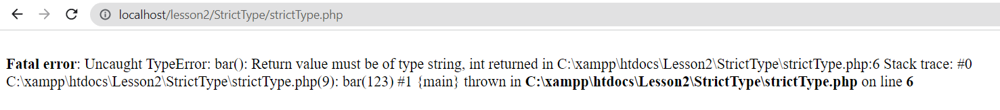 localhost/lesson2/StrictType/strictType.php
Fatal error: Uncaught TypeError: bar(): Return value must be of type string, int returned in C:\xampp\htdocs\Lesson2\StrictType\strictType.php:6 Stack trace: #0
C:\xampp\htdocs\Lesson2\StrictType\strictType.php(9): bar(123) #1 {main} thrown in C:\xampp\htdocs\Lesson2\StrictType\strictType.php on line 6